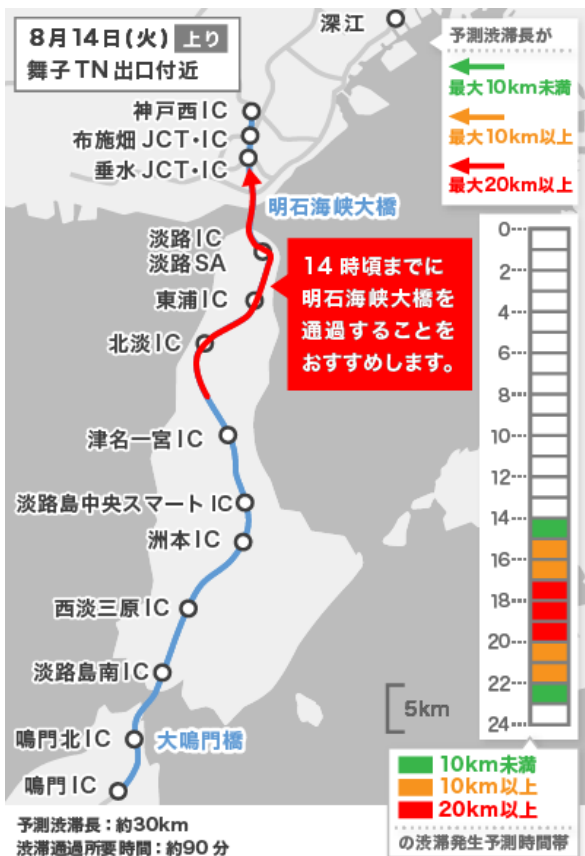 8月14日(火) 上り
舞子TN出口付近
深江
予測渋滞長が
最大10km未満
最大10km以上
最大20km以上
神戸西IC
布施畑JCT・IC
垂水JCT・IC
明石海峡大橋
淡路IC
淡路SA
東浦IC
北淡IC
14時頃までに
明石海峡大橋を
通過することを
おすすめします。
津名一宮IC
淡路島中央スマートIC
洲本IC
西淡三原IC
淡路島南IC
鳴門北IC
大鳴門橋
鳴門IC
5km
0
2
4
6
8
10
12
14
16
18
20
22
24
10km未満
10km以上
20km以上
の渋滞発生予測時間帯
予測渋滞長：約30km
渋滞通過所要時間：約90分